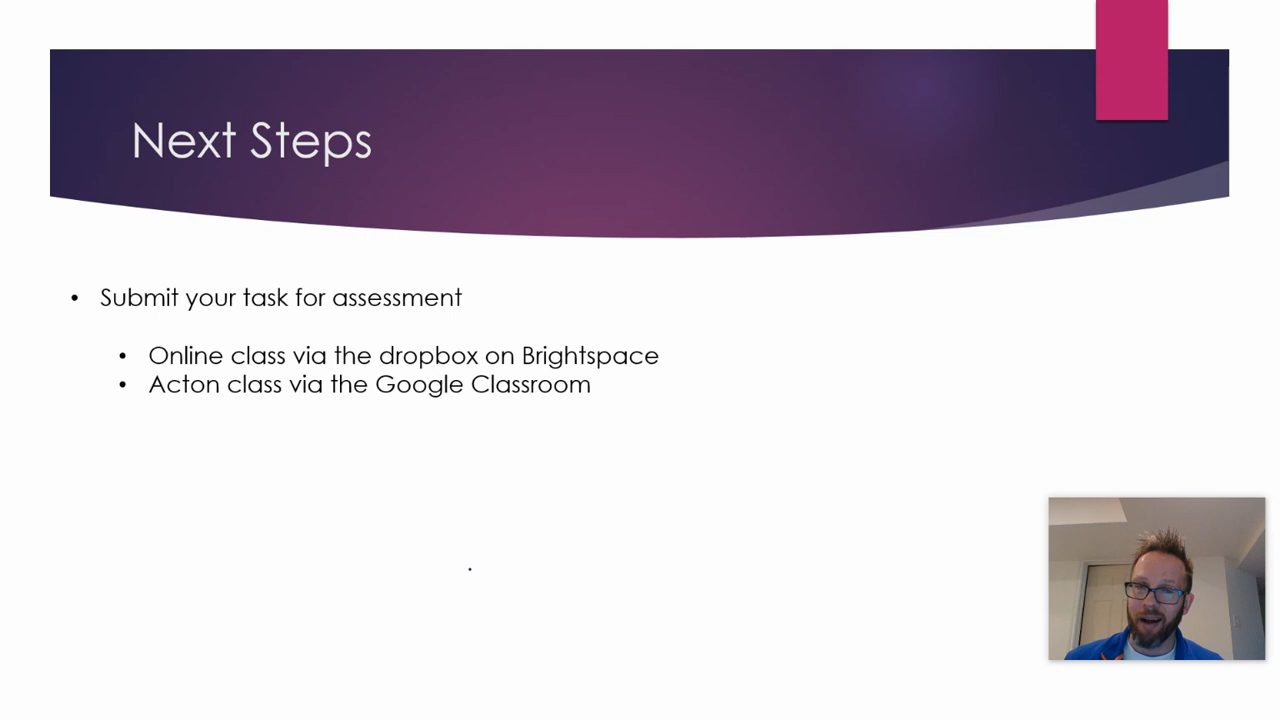 Next Steps
• Submit your task for assessment
• Online class via the dropbox on Brightspace
• Acton class via the Google Classroom
.